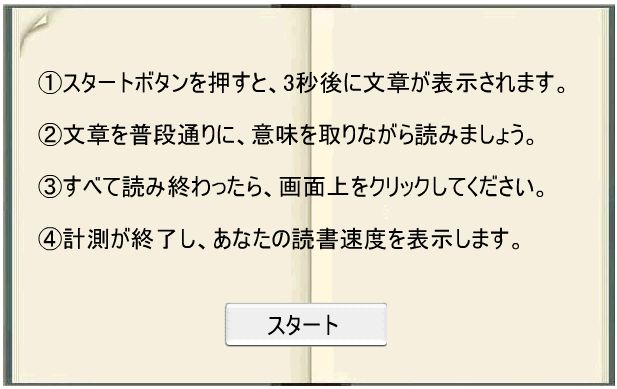 ①スタートボタンを押すと、3秒後に文章が表示されます。
②文章を普段通りに、意味を取りながら読みましょう。
③すべて読み終わったら、画面上をクリックしてください。
④計測が終了し、あなたの読書速度を表示します。
スタート